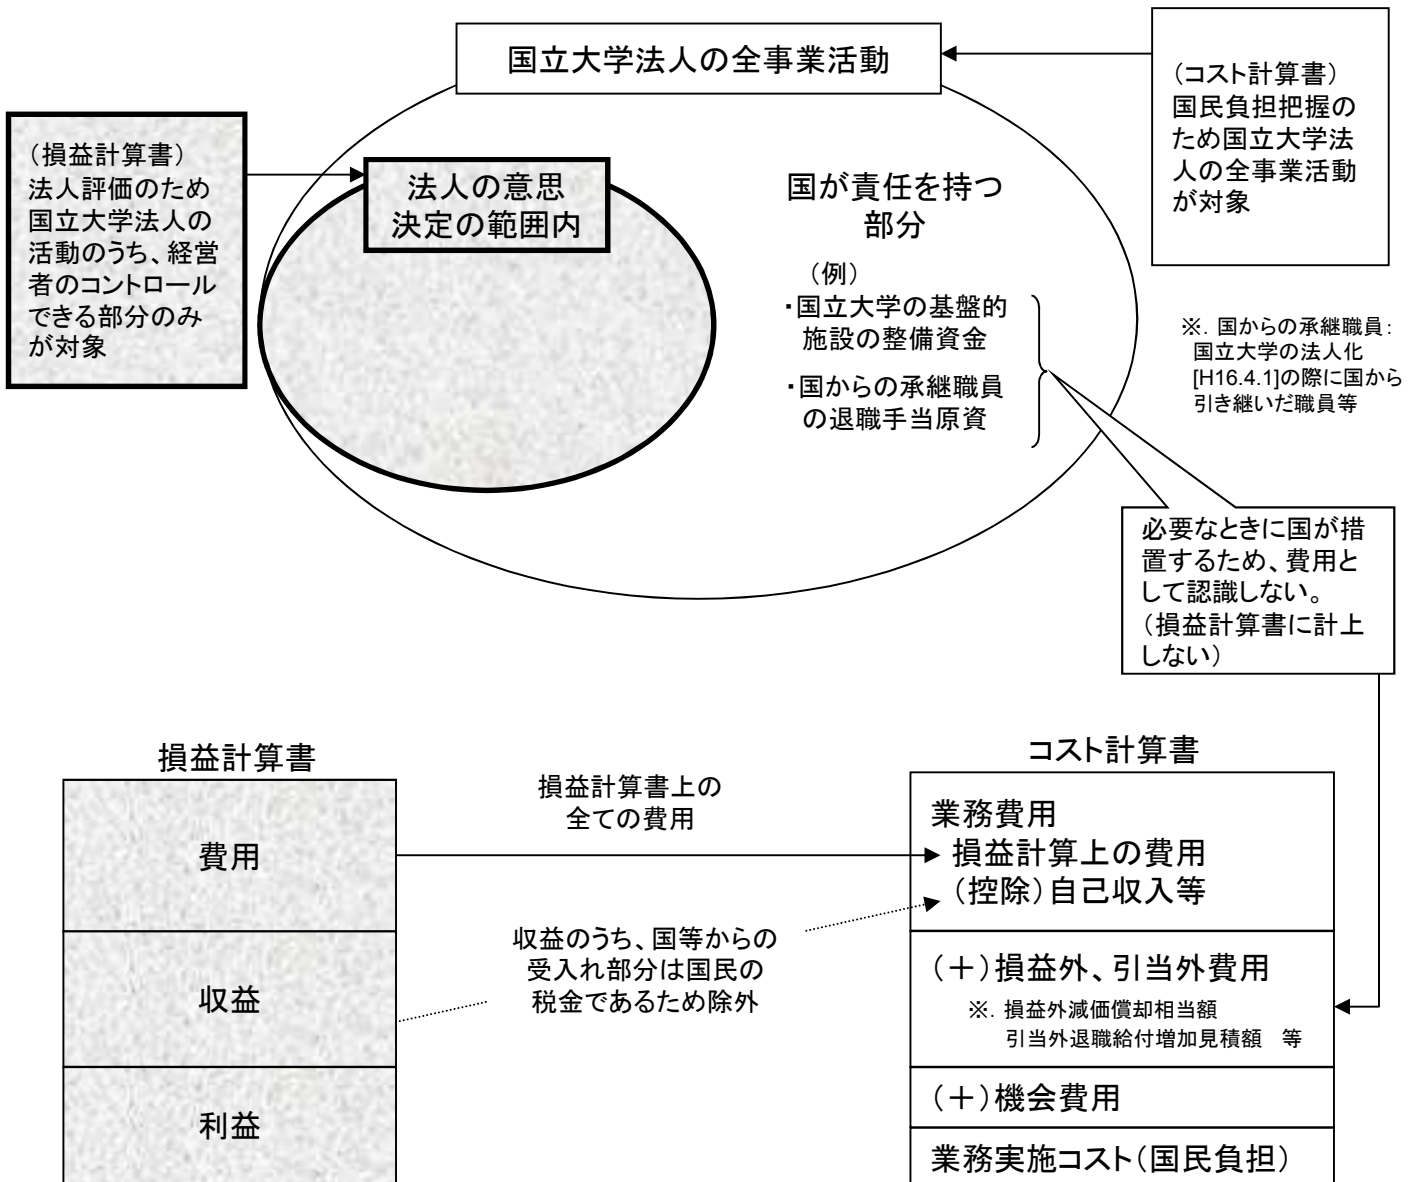 国立大学法人の全事業活動
（コスト計算書）
国民負担把握の
ため国立大学法
人の全事業活動
が対象
（損益計算書）
法人評価のため
国立大学法人の
活動のうち、経営
者のコントロール
できる部分のみ
が対象
法人の意思
決定の範囲内
国が責任を持つ
部分
（例）
・国立大学の基盤的
施設の整備資金
・国からの承継職員
の退職手当原資
※．国からの承継職員：
国立大学の法人化
[H16.4.1]の際に国から
引き継いだ職員等
必要なときに国が措
置するため、費用と
して認識しない。
（損益計算書に計上
しない）
損益計算書
費用
収益
利益
損益計算書上の
全ての費用
収益のうち、国等からの
受入れ部分は国民の
税金であるため除外
コスト計算書
業務費用
損益計算上の費用
（控除）自己収入等
（＋）損益外、引当外費用
※．損益外減価償却相当額
引当外退職給付増加見積額　等
（＋）機会費用
業務実施コスト（国民負担）